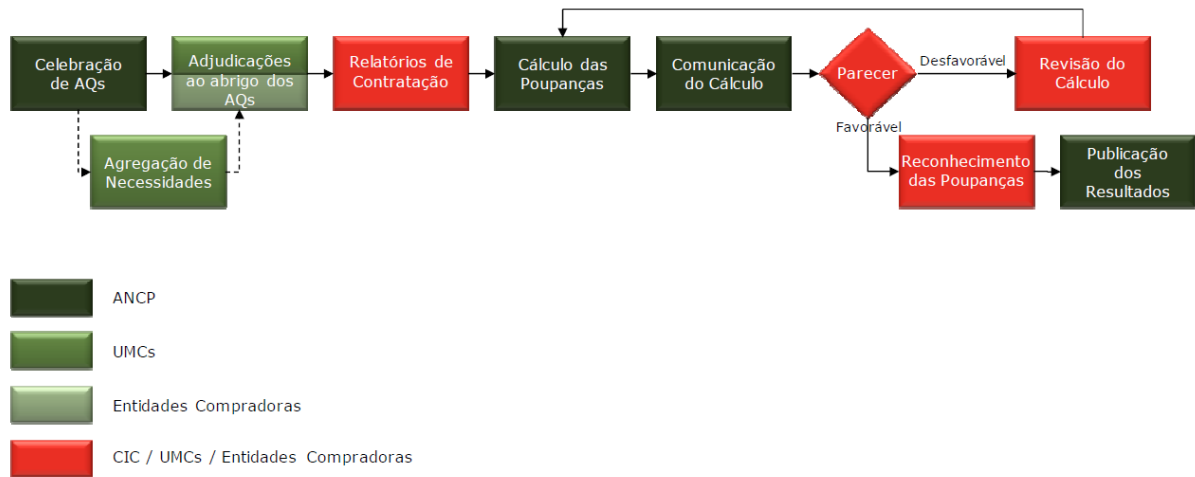 Celebração
de AQs
Adjudicações
ao abrigo dos
AQs
Relatórios de
Contratação
Cálculo das
Poupanças
Comunicação
do Cálculo
Parecer
Desfavorável
Revisão do
Cálculo
Favorável
Agregação de
Necessidades
Reconhecimento
das Poupanças
Publicação
dos
Resultados
ANCP
UMCs
Entidades Compradoras
CIC / UMCs / Entidades Compradoras